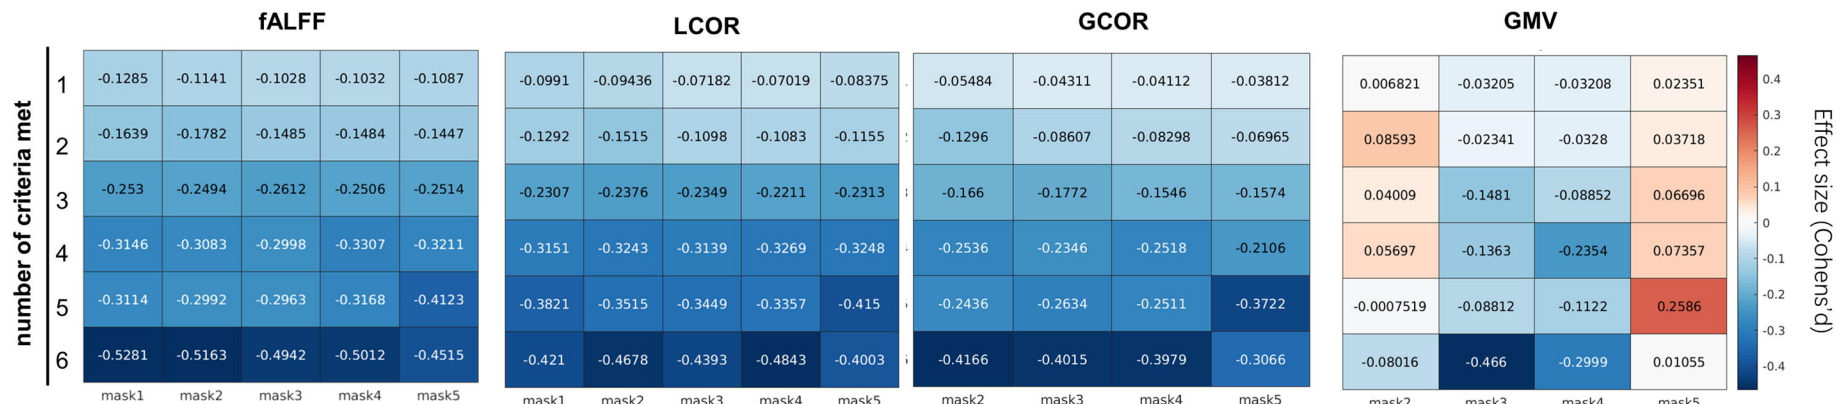 fALFF LCOR GCOR GMV
number of criteria met
1 -0.1285 -0.1141 -0.1028 -0.1032 -0.1087 -0.0991 -0.09436 -0.07182 -0.07019 -0.08375 -0.05484 -0.04311 -0.04112 -0.03812 0.006821 -0.03205 -0.03208 0.02351
2 -0.1639 -0.1782 -0.1485 -0.1484 -0.1447 -0.1292 -0.1515 -0.1098 -0.1083 -0.1155 -0.1296 -0.08607 -0.08298 -0.06965 0.08593 -0.02341 -0.0328 0.03718
3 -0.253 -0.2494 -0.2612 -0.2506 -0.2514 -0.2307 -0.2376 -0.2349 -0.2211 -0.2313 -0.166 -0.1772 -0.1546 -0.1574 0.04009 -0.1481 -0.08852 0.06696
4 -0.3146 -0.3083 -0.2998 -0.3307 -0.3211 -0.3151 -0.3243 -0.3139 -0.3269 -0.3248 -0.2536 -0.2346 -0.2518 -0.2106 0.05697 -0.1363 -0.2354 0.07357
5 -0.3114 -0.2992 -0.2963 -0.3168 -0.4123 -0.3821 -0.3515 -0.3449 -0.3357 -0.415 -0.2436 -0.2634 -0.2511 -0.3722 -0.0007519 -0.08812 -0.1122 0.2586
6 -0.5281 -0.5163 -0.4942 -0.5012 -0.4515 -0.421 -0.4678 -0.4393 -0.4843 -0.4003 -0.4166 -0.4015 -0.3979 -0.3066 -0.08016 -0.466 -0.2999 0.01055
mask1 mask2 mask3 mask4 mask5 mask1 mask2 mask3 mask4 mask5 mask2 mask3 mask4 mask5 mask2 mask3 mask4 mask5
0.4
0.3
0.2
0.1
0
-0.1
-0.2
-0.3
-0.4
Effect size (Cohens'd)